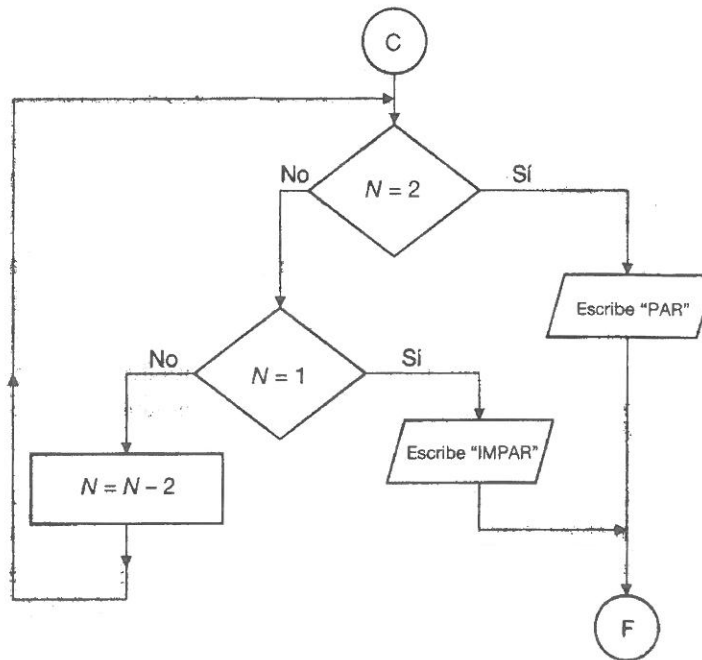 C
N = 2
No
Sí
Escribe “PAR”
N = 1
No
Sí
Escribe “IMPAR”
N = N – 2
F